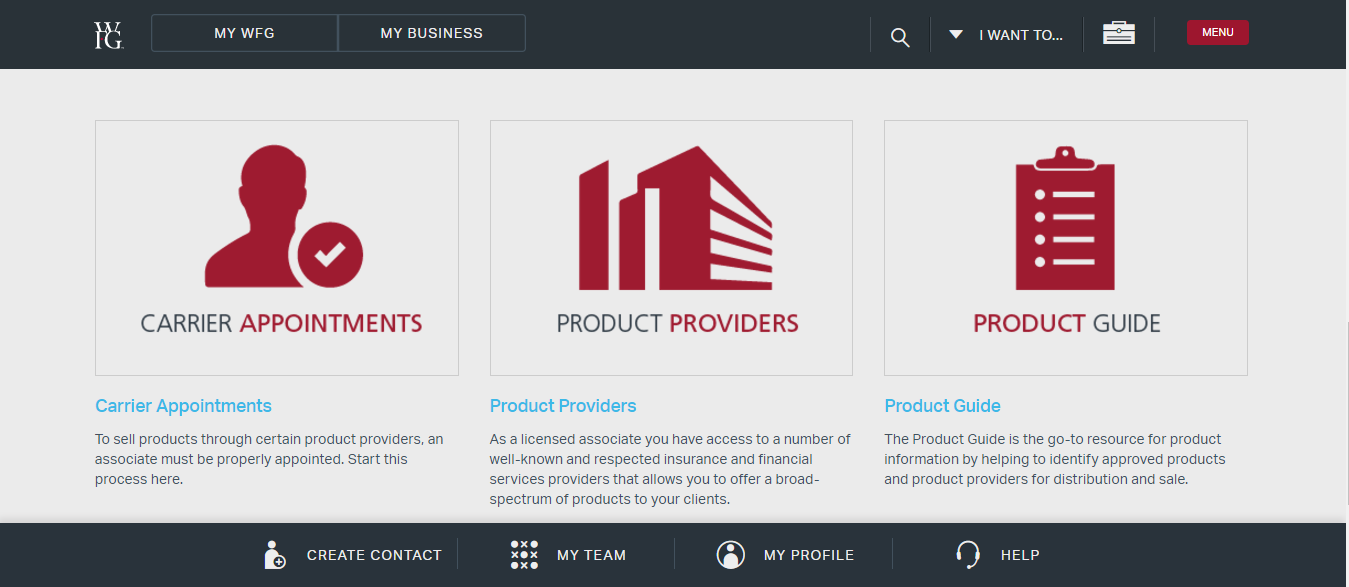 WFG
MY WFG
MY BUSINESS
I WANT TO...
MENU
CARRIER APPOINTMENTS
PRODUCT PROVIDERS
PRODUCT GUIDE
Carrier Appointments
To sell products through certain product providers, an
associate must be properly appointed. Start this
process here.
Product Providers
As a licensed associate you have access to a number of
well-known and respected insurance and financial
services providers that allows you to offer a broad-
spectrum of products to your clients.
Product Guide
The Product Guide is the go-to resource for product
information by helping to identify approved products
and product providers for distribution and sale.
CREATE CONTACT
MY TEAM
MY PROFILE
HELP